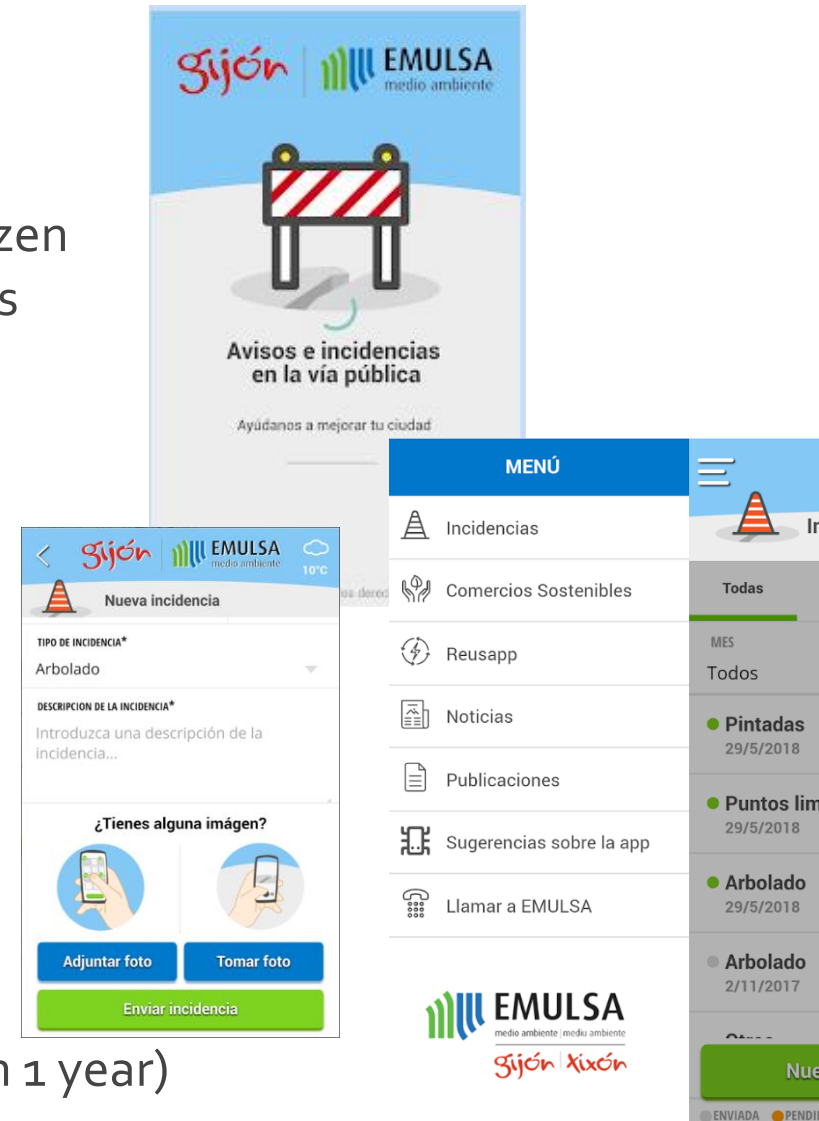 gijón EMULSA
medio ambiente
Avisos e incidencias
en la vía pública
Ayúdanos a mejorar tu ciudad
zen
s
gijón EMULSA
medio ambiente
10°C
Nueva incidencia
TIPO DE INCIDENCIA*
Arbolado
DESCRIPCION DE LA INCIDENCIA*
Introduzca una descripción de la
incidencia...
¿Tienes alguna imágen?
Adjuntar foto Tomar foto
Enviar incidencia
MENÚ
Incidencias
Comercios Sostenibles
Reusapp
Noticias
Publicaciones
Sugerencias sobre la app
Llamar a EMULSA
EMULSA
medio ambiente | mediu ambiente
gijón xixón
In
Todas
MES
Todos
Pintadas
29/5/2018
Puntos lim
29/5/2018
Arbolado
29/5/2018
Arbolado
2/11/2017
Nue
ENVIADA PENDI
n 1 year)